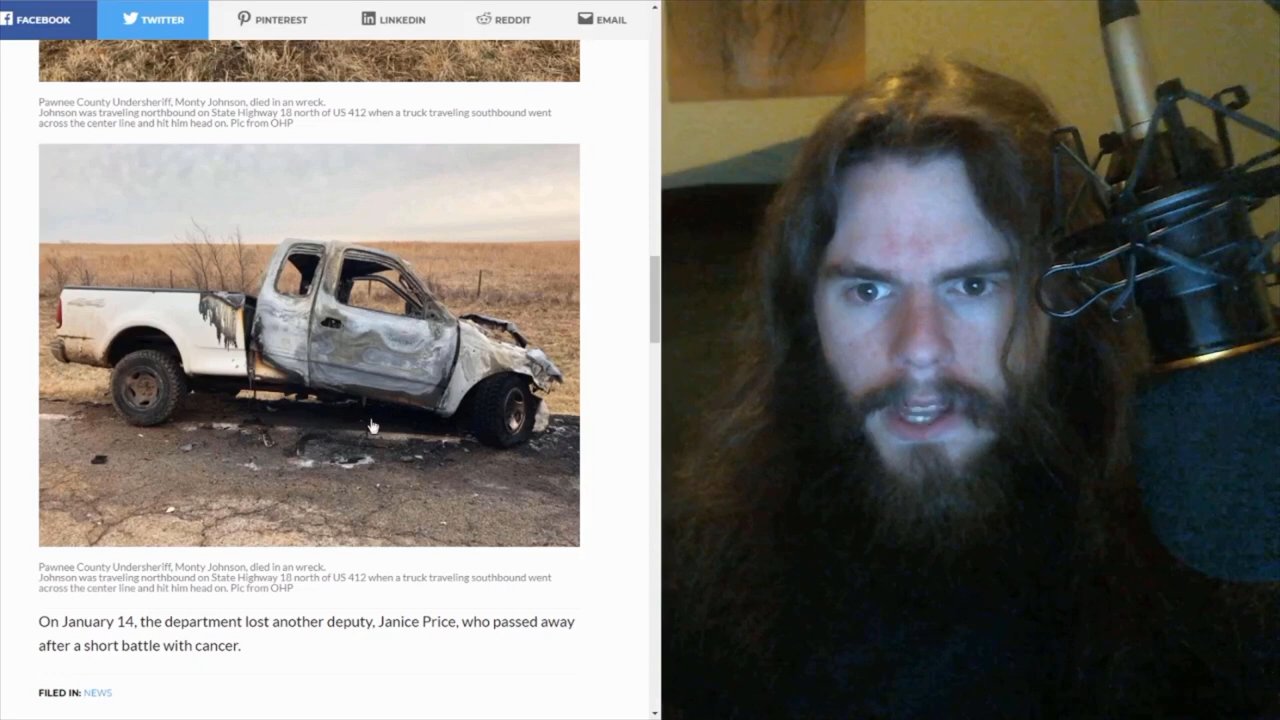 FACEBOOK
TWITTER
PINTEREST
LINKEDIN
REDDIT
EMAIL
Pawnee County Undersheriff, Monty Johnson, died in an wreck.
Johnson was traveling northbound on State Highway 18 north of US 412 when a truck traveling southbound went
across the center line and hit him head on. Pic from OHP
Pawnee County Undersheriff, Monty Johnson, died in an wreck.
Johnson was traveling northbound on State Highway 18 north of US 412 when a truck traveling southbound went
across the center line and hit him head on. Pic from OHP
On January 14, the department lost another deputy, Janice Price, who passed away
after a short battle with cancer.
FILED IN: NEWS